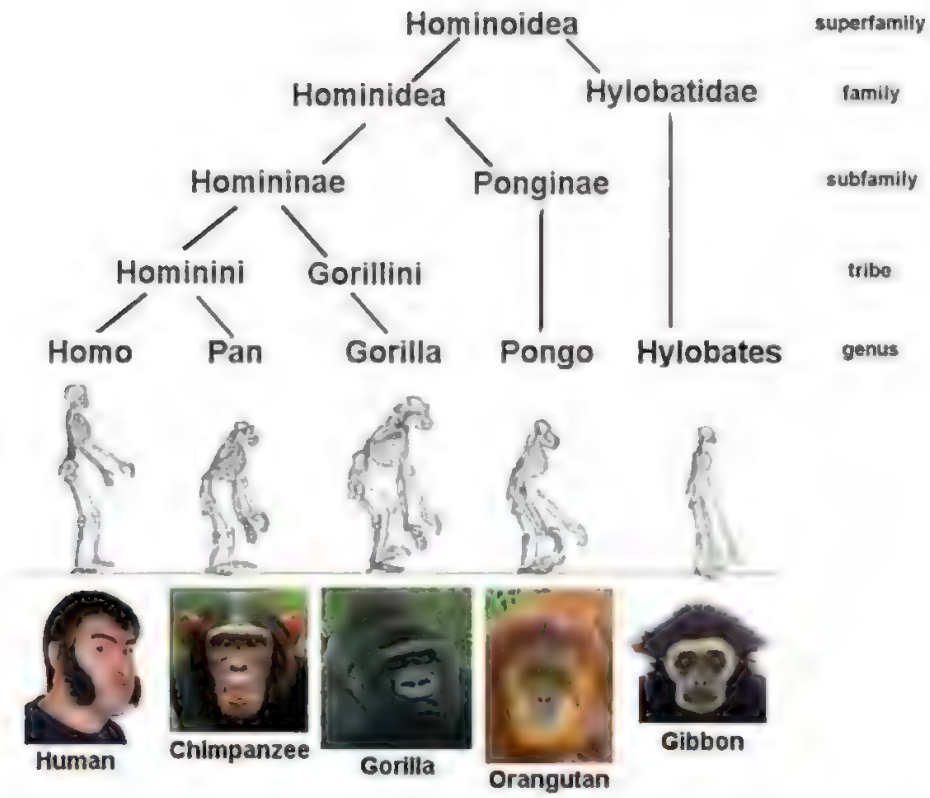 Hominoidea superfamily
Hominidea Hylobatidae family
Homininae Ponginae subfamily
Hominini Gorillini tribe
Homo Pan Gorilla Pongo Hylobates genus
Human Chimpanzee Gorilla Orangutan Gibbon